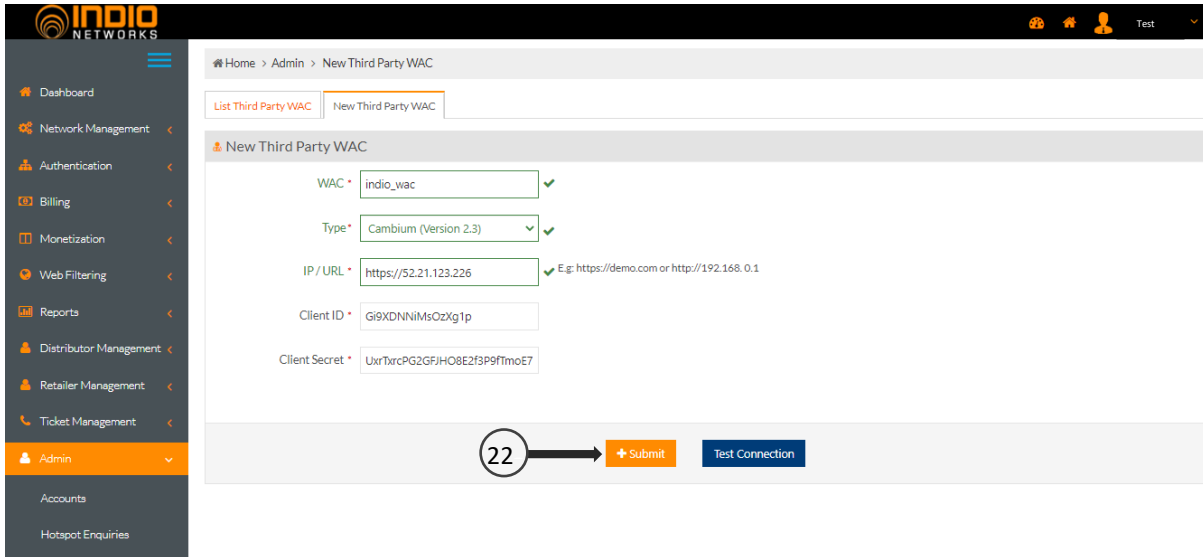 INDIO
NETWORKS
Test
Home > Admin > New Third Party WAC
Dashboard
Network Management
Authentication
Billing
Monetization
Web Filtering
Reports
Distributor Management
Retailer Management
Ticket Management
Admin
Accounts
Hotspot Enquiries
List Third Party WAC
New Third Party WAC
New Third Party WAC
WAC * indio_wac
Type* Cambium (Version 2.3)
IP / URL * https://52.21.123.226 E.g: https://demo.com or http://192.168. 0.1
Client ID * Gi9XDNNiMsOzXg1p
Client Secret * UxrTxrcPG2GFJHO8E2f3P9fTmoE7
22
+ Submit
Test Connection